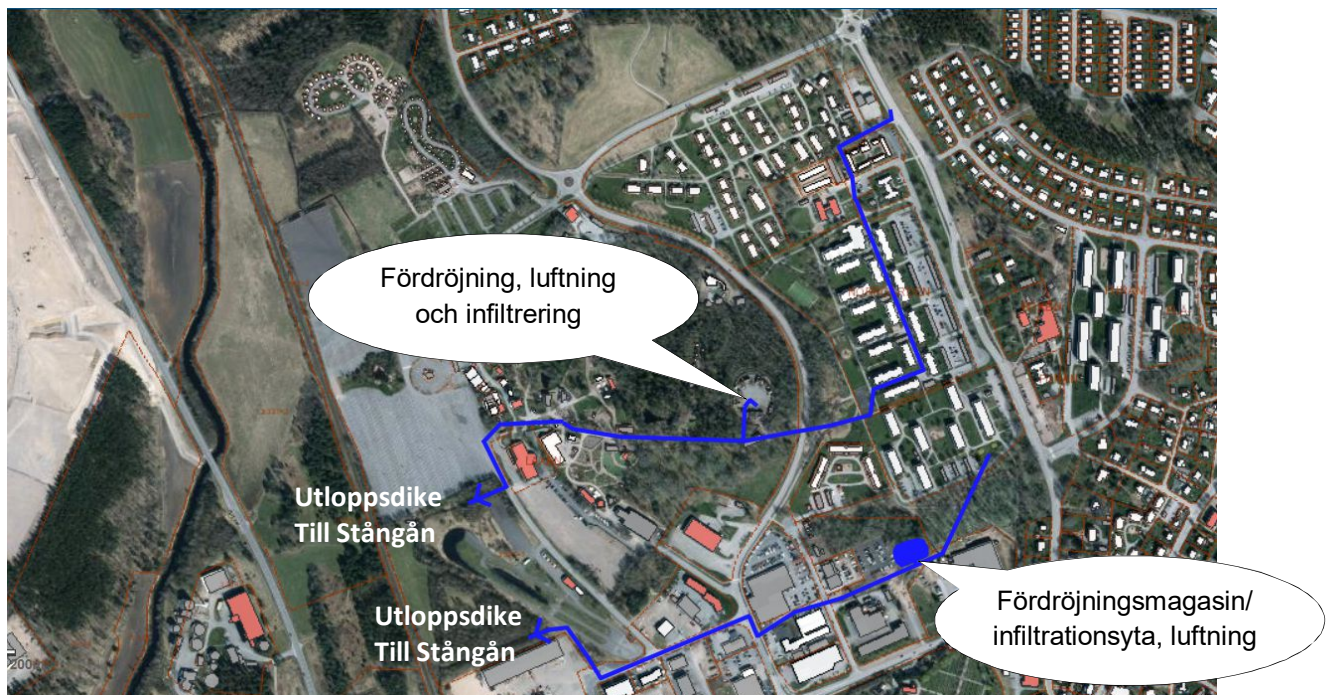 Fördröjning, luftning
och infiltrering
Utloppsdike
Till Stångån
Utloppsdike
Till Stångån
Fördröjningsmagasin/
infiltrationsyta, luftning